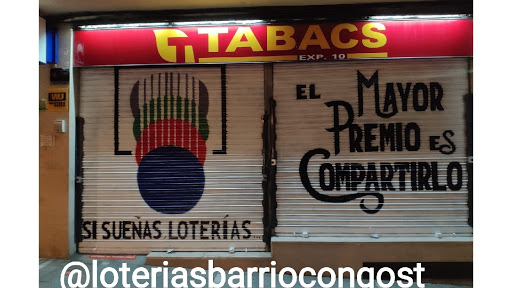 TABACS
EXP. 10
EL MAYOR
PREMIO ES
COMPARTIRLO
SI SUEÑAS LOTERÍAS...
@loteriasbarriocongost